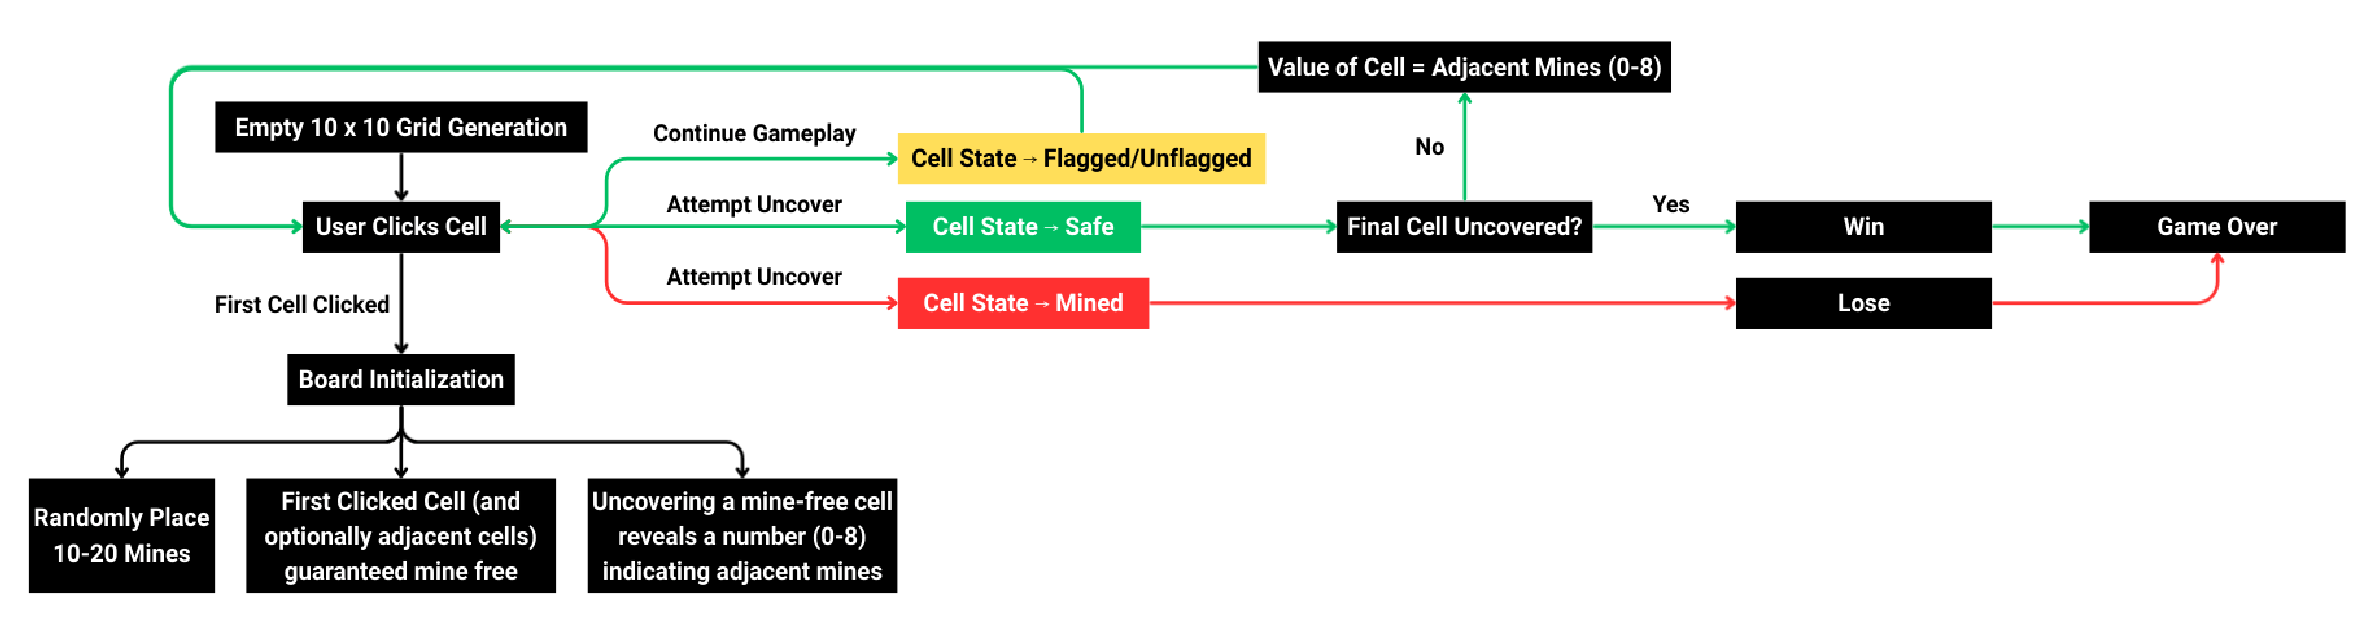 Value of Cell = Adjacent Mines (0-8)
Empty 10 x 10 Grid Generation
Continue Gameplay
Cell State → Flagged/Unflagged
No
Attempt Uncover
Yes
User Clicks Cell
Cell State → Safe
Final Cell Uncovered?
Win
Game Over
Attempt Uncover
First Cell Clicked
Cell State → Mined
Lose
Board Initialization
Randomly Place
10-20 Mines
First Clicked Cell (and
optionally adjacent cells)
guaranteed mine free
Uncovering a mine-free cell
reveals a number (0-8)
indicating adjacent mines